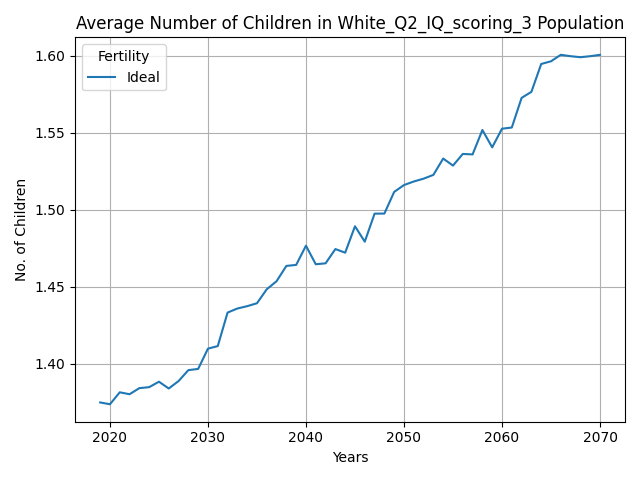 Average Number of Children in White_Q2_IQ_scoring_3 Population
Fertility
Ideal
No. of Children
1.60
1.55
1.50
1.45
1.40
2020 2030 2040 2050 2060 2070
Years